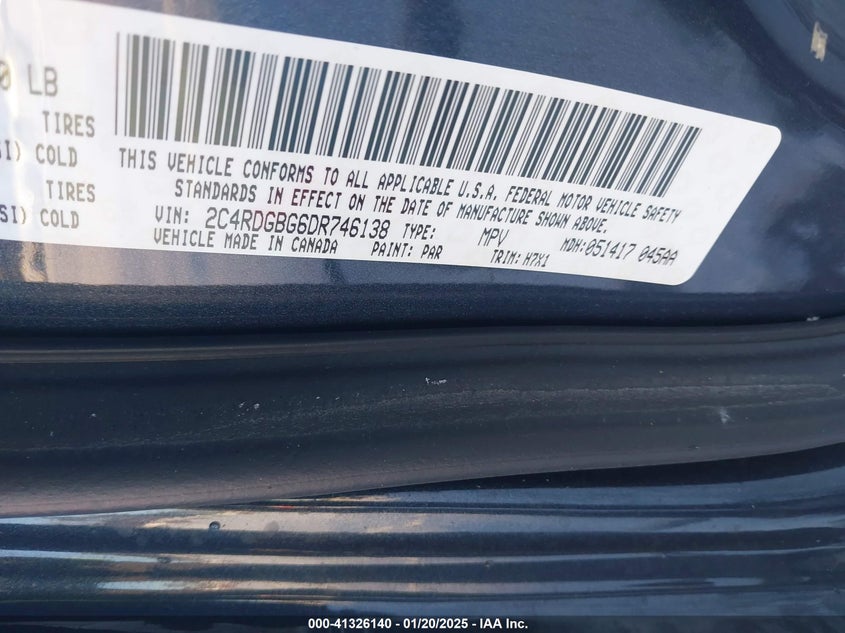 0 LB
TIRES
SI) COLD
TIRES
SI) COLD
THIS VEHICLE CONFORMS TO ALL APPLICABLE U.S.A. FEDERAL MOTOR VEHICLE SAFETY
STANDARDS IN EFFECT ON THE DATE OF MANUFACTURE SHOWN ABOVE.
VIN: 2C4RDGBG6DR746138 TYPE: MPV MDH:051417 045AA
VEHICLE MADE IN CANADA PAINT: PAR TRIM: H7X1
000-41326140 - 01/20/2025 - IAA Inc.